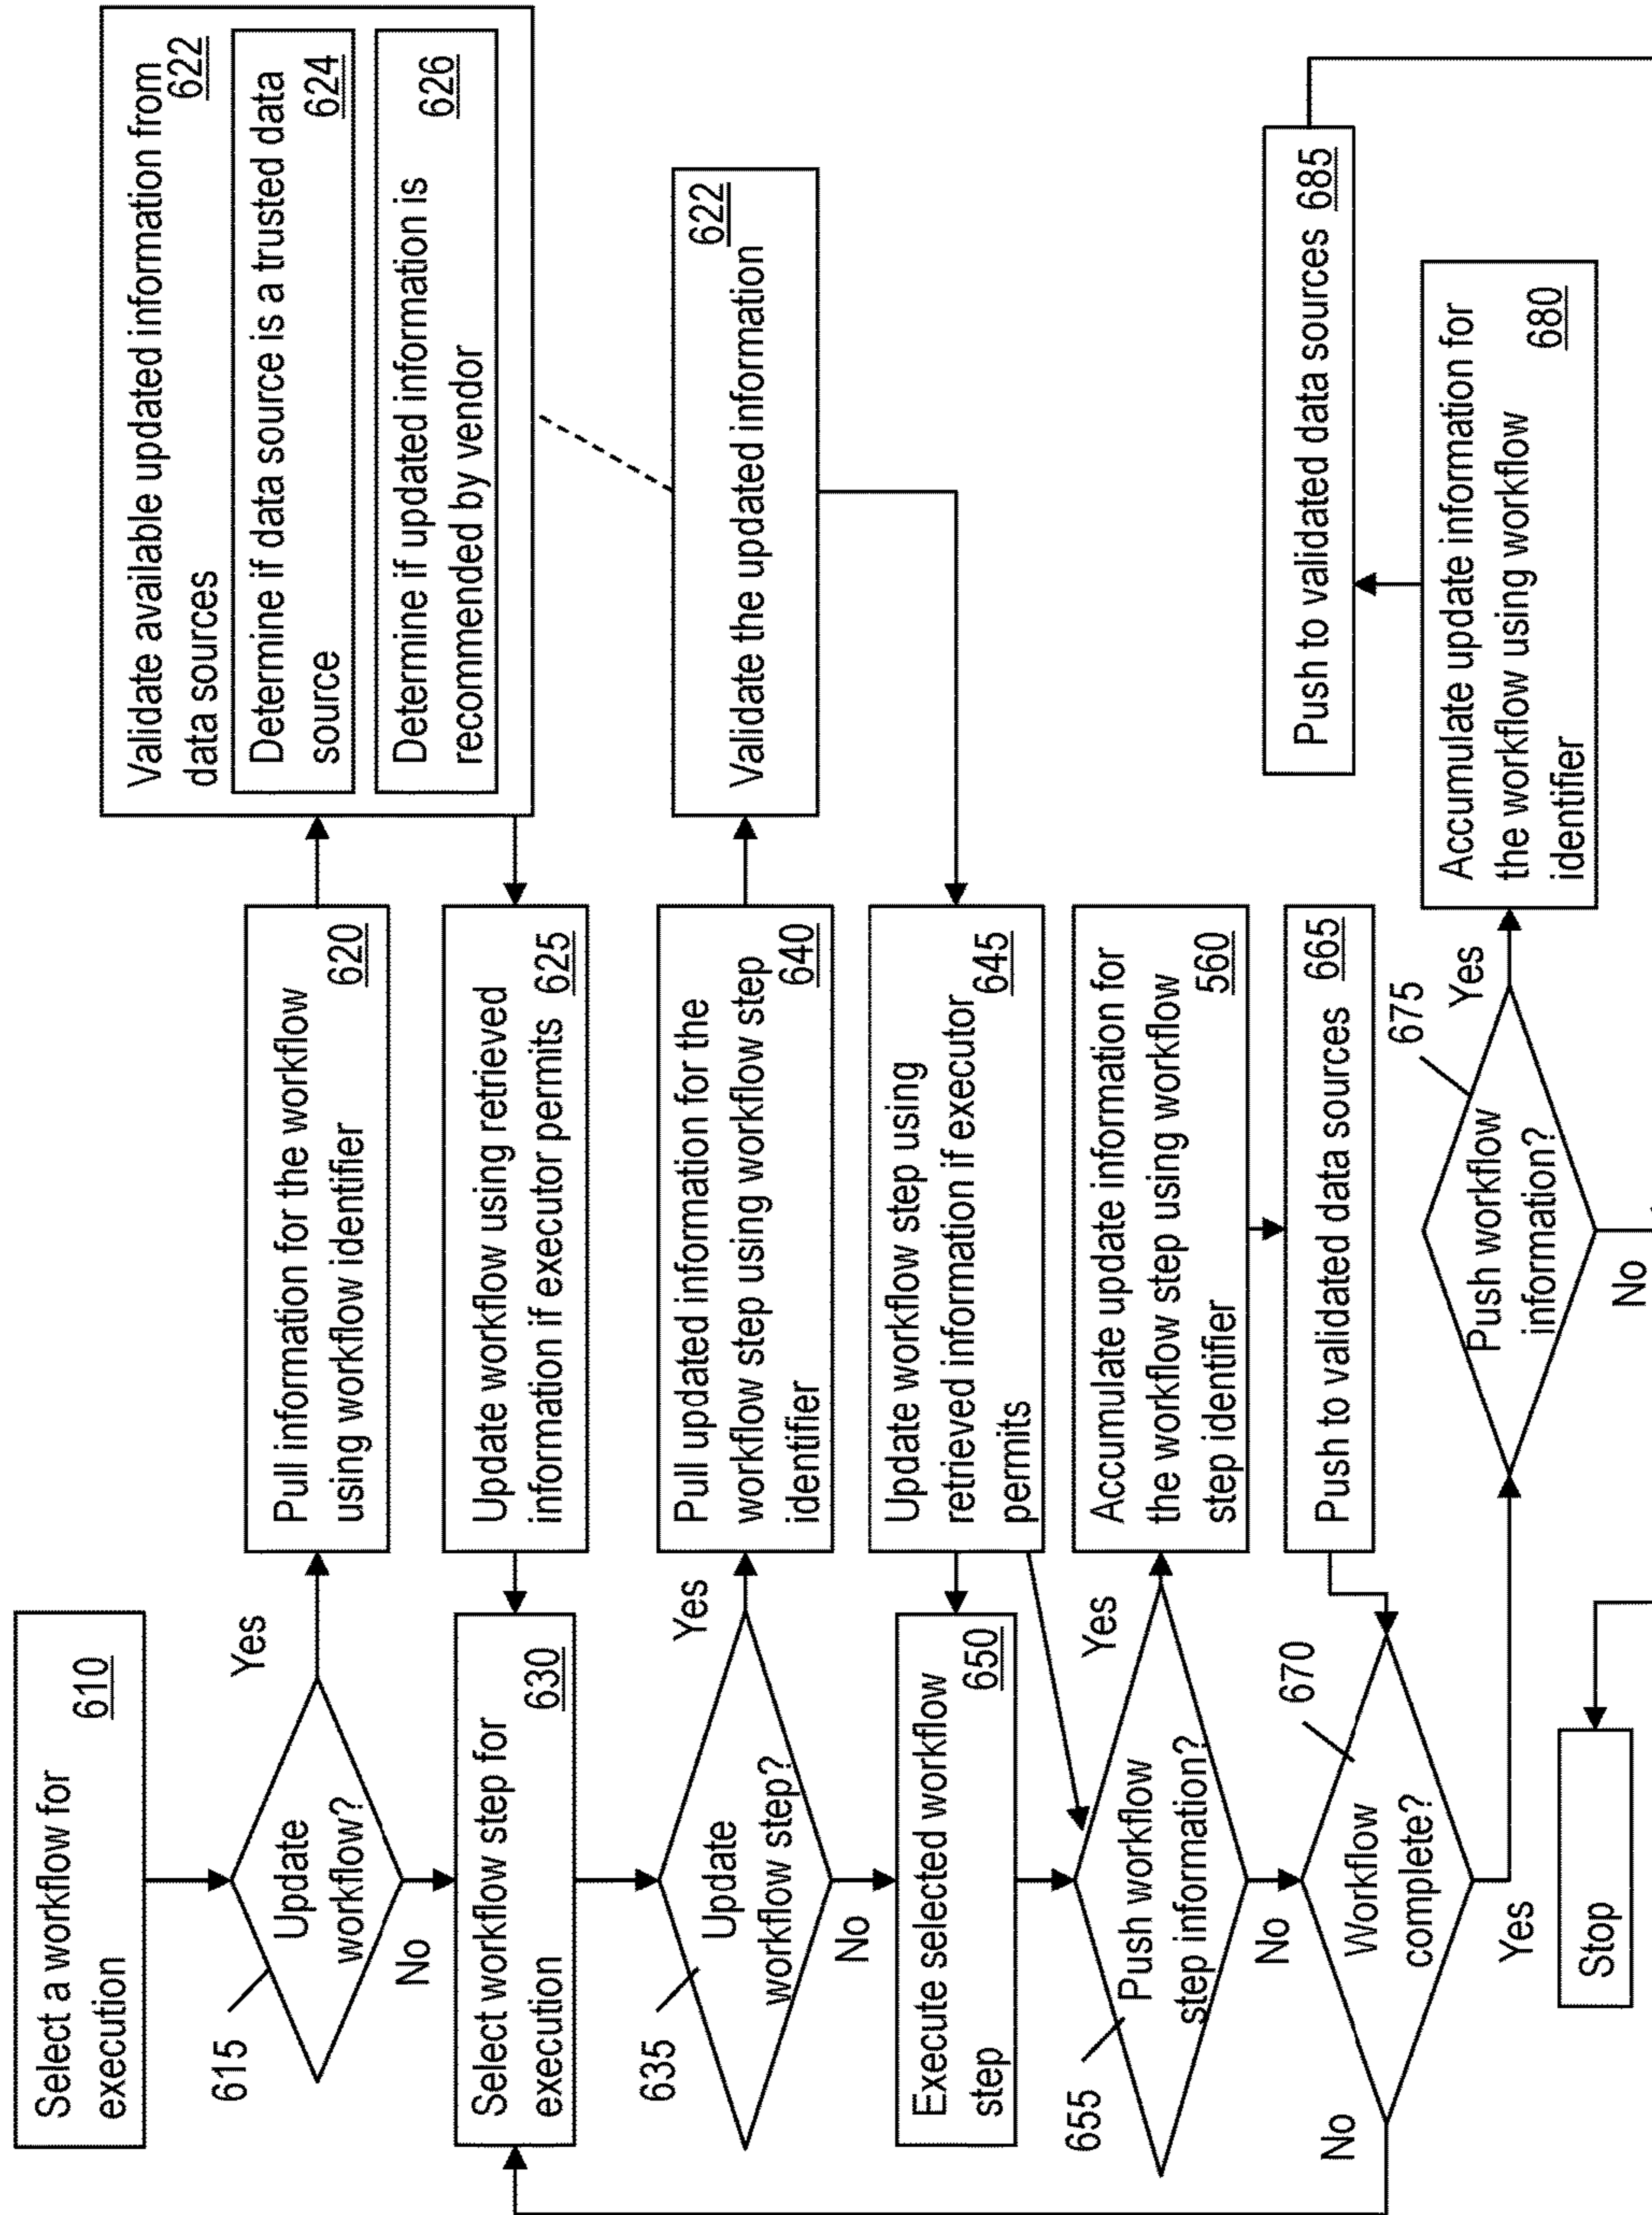 Select a workflow for
execution
610
615
Update
workflow?
Yes
No
Pull information for the workflow
using workflow identifier
620
Validate available updated information from
data sources
622
Determine if data source is a trusted data
source
624
Determine if updated information is
recommended by vendor
626
Update workflow using retrieved
information if executor permits 625
Select workflow step for
execution
630
635
Update
workflow step?
Yes
No
Pull updated information for the
workflow step using workflow step
identifier
640
622
Validate the updated information
Update workflow step using
retrieved information if executor
permits
645
Execute selected workflow
step
650
655
Push workflow
step information?
Yes
No
Accumulate update information for
the workflow step using workflow
step identifier
560
Push to validated data sources 665
670
Workflow
complete?
No
Yes
675
Push workflow
information?
Yes
No
Accumulate update information for
the workflow using workflow
identifier
680
Push to validated data sources 685
Stop